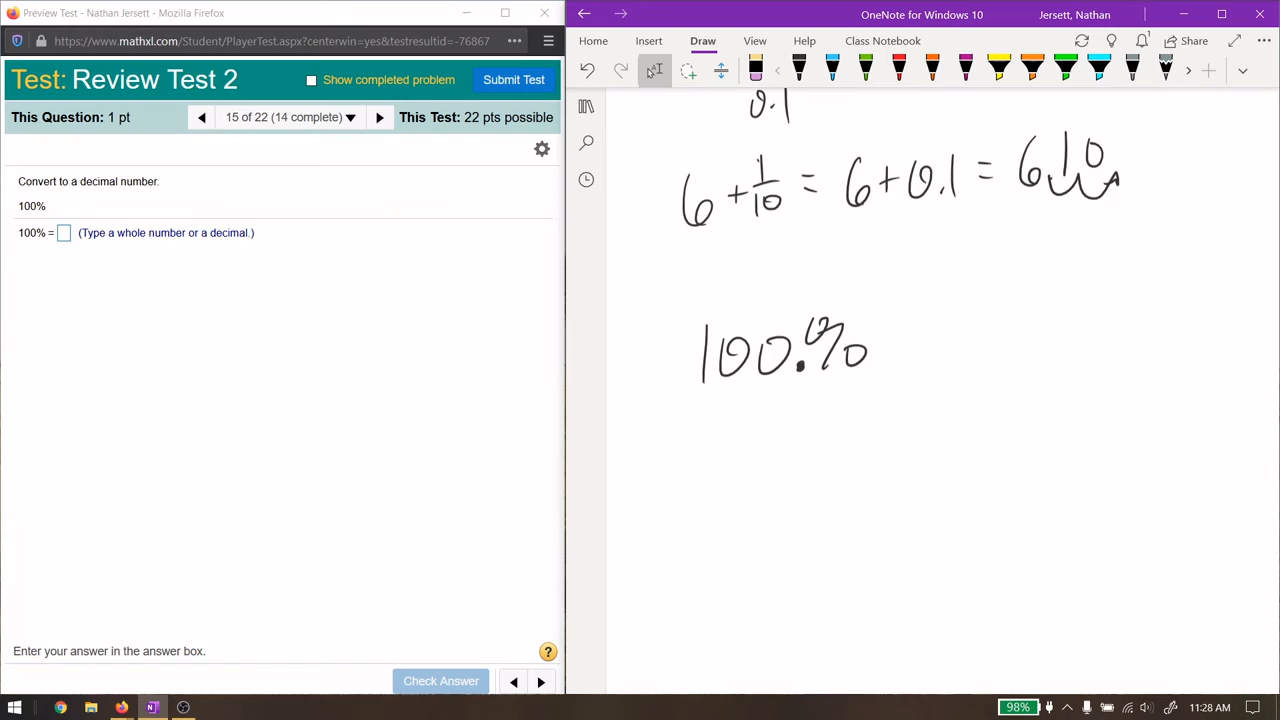 Preview Test - Nathan Jersett - Mozilla Firefox
https://www.mathxl.com/Student/PlayerTest.aspx?centerwin=yes&testresultid=-76867
Test: Review Test 2
Show completed problem
Submit Test
This Question: 1 pt
15 of 22 (14 complete)
This Test: 22 pts possible
Convert to a decimal number.
100%
100% = (Type a whole number or a decimal.)
Enter your answer in the answer box.
?
Check Answer
OneNote for Windows 10
Jersett, Nathan
Home Insert Draw View Class Notebook
Share
0.1
6 + 1/10 = 6 + 0.1 = 610
100.%
98%
11:28 AM